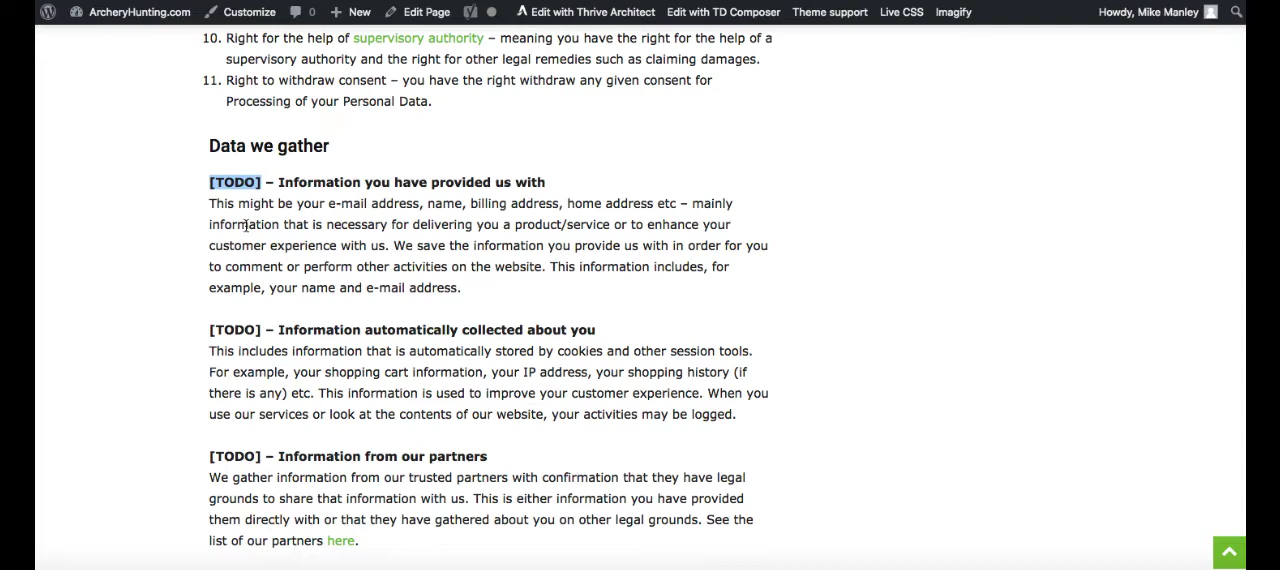 ArcheryHunting.com Customize 0 New Edit Page Edit with Thrive Architect Edit with TD Composer Theme support Live CSS Imagify Howdy, Mike Manley
10. Right for the help of supervisory authority – meaning you have the right for the help of a
supervisory authority and the right for other legal remedies such as claiming damages.
11. Right to withdraw consent – you have the right withdraw any given consent for
Processing of your Personal Data.
Data we gather
[TODO] – Information you have provided us with
This might be your e-mail address, name, billing address, home address etc – mainly
information that is necessary for delivering you a product/service or to enhance your
customer experience with us. We save the information you provide us with in order for you
to comment or perform other activities on the website. This information includes, for
example, your name and e-mail address.
[TODO] – Information automatically collected about you
This includes information that is automatically stored by cookies and other session tools.
For example, your shopping cart information, your IP address, your shopping history (if
there is any) etc. This information is used to improve your customer experience. When you
use our services or look at the contents of our website, your activities may be logged.
[TODO] – Information from our partners
We gather information from our trusted partners with confirmation that they have legal
grounds to share that information with us. This is either information you have provided
them directly with or that they have gathered about you on other legal grounds. See the
list of our partners here.